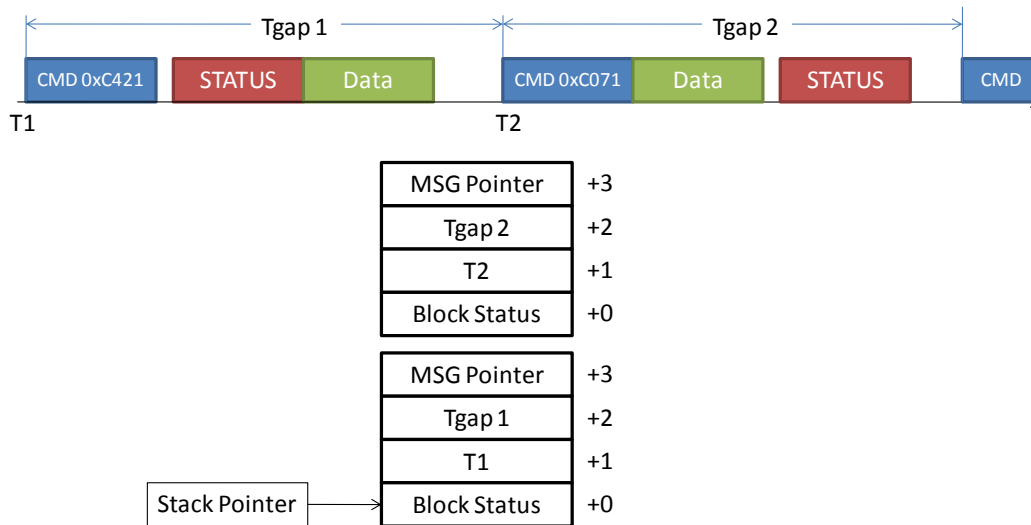 Tgap 1
Tgap 2
CMD 0xC421
STATUS
Data
CMD 0xC071
Data
STATUS
CMD
T1
T2
MSG Pointer
+3
Tgap 2
+2
T2
+1
Block Status
+0
MSG Pointer
+3
Tgap 1
+2
T1
+1
Stack Pointer
Block Status
+0